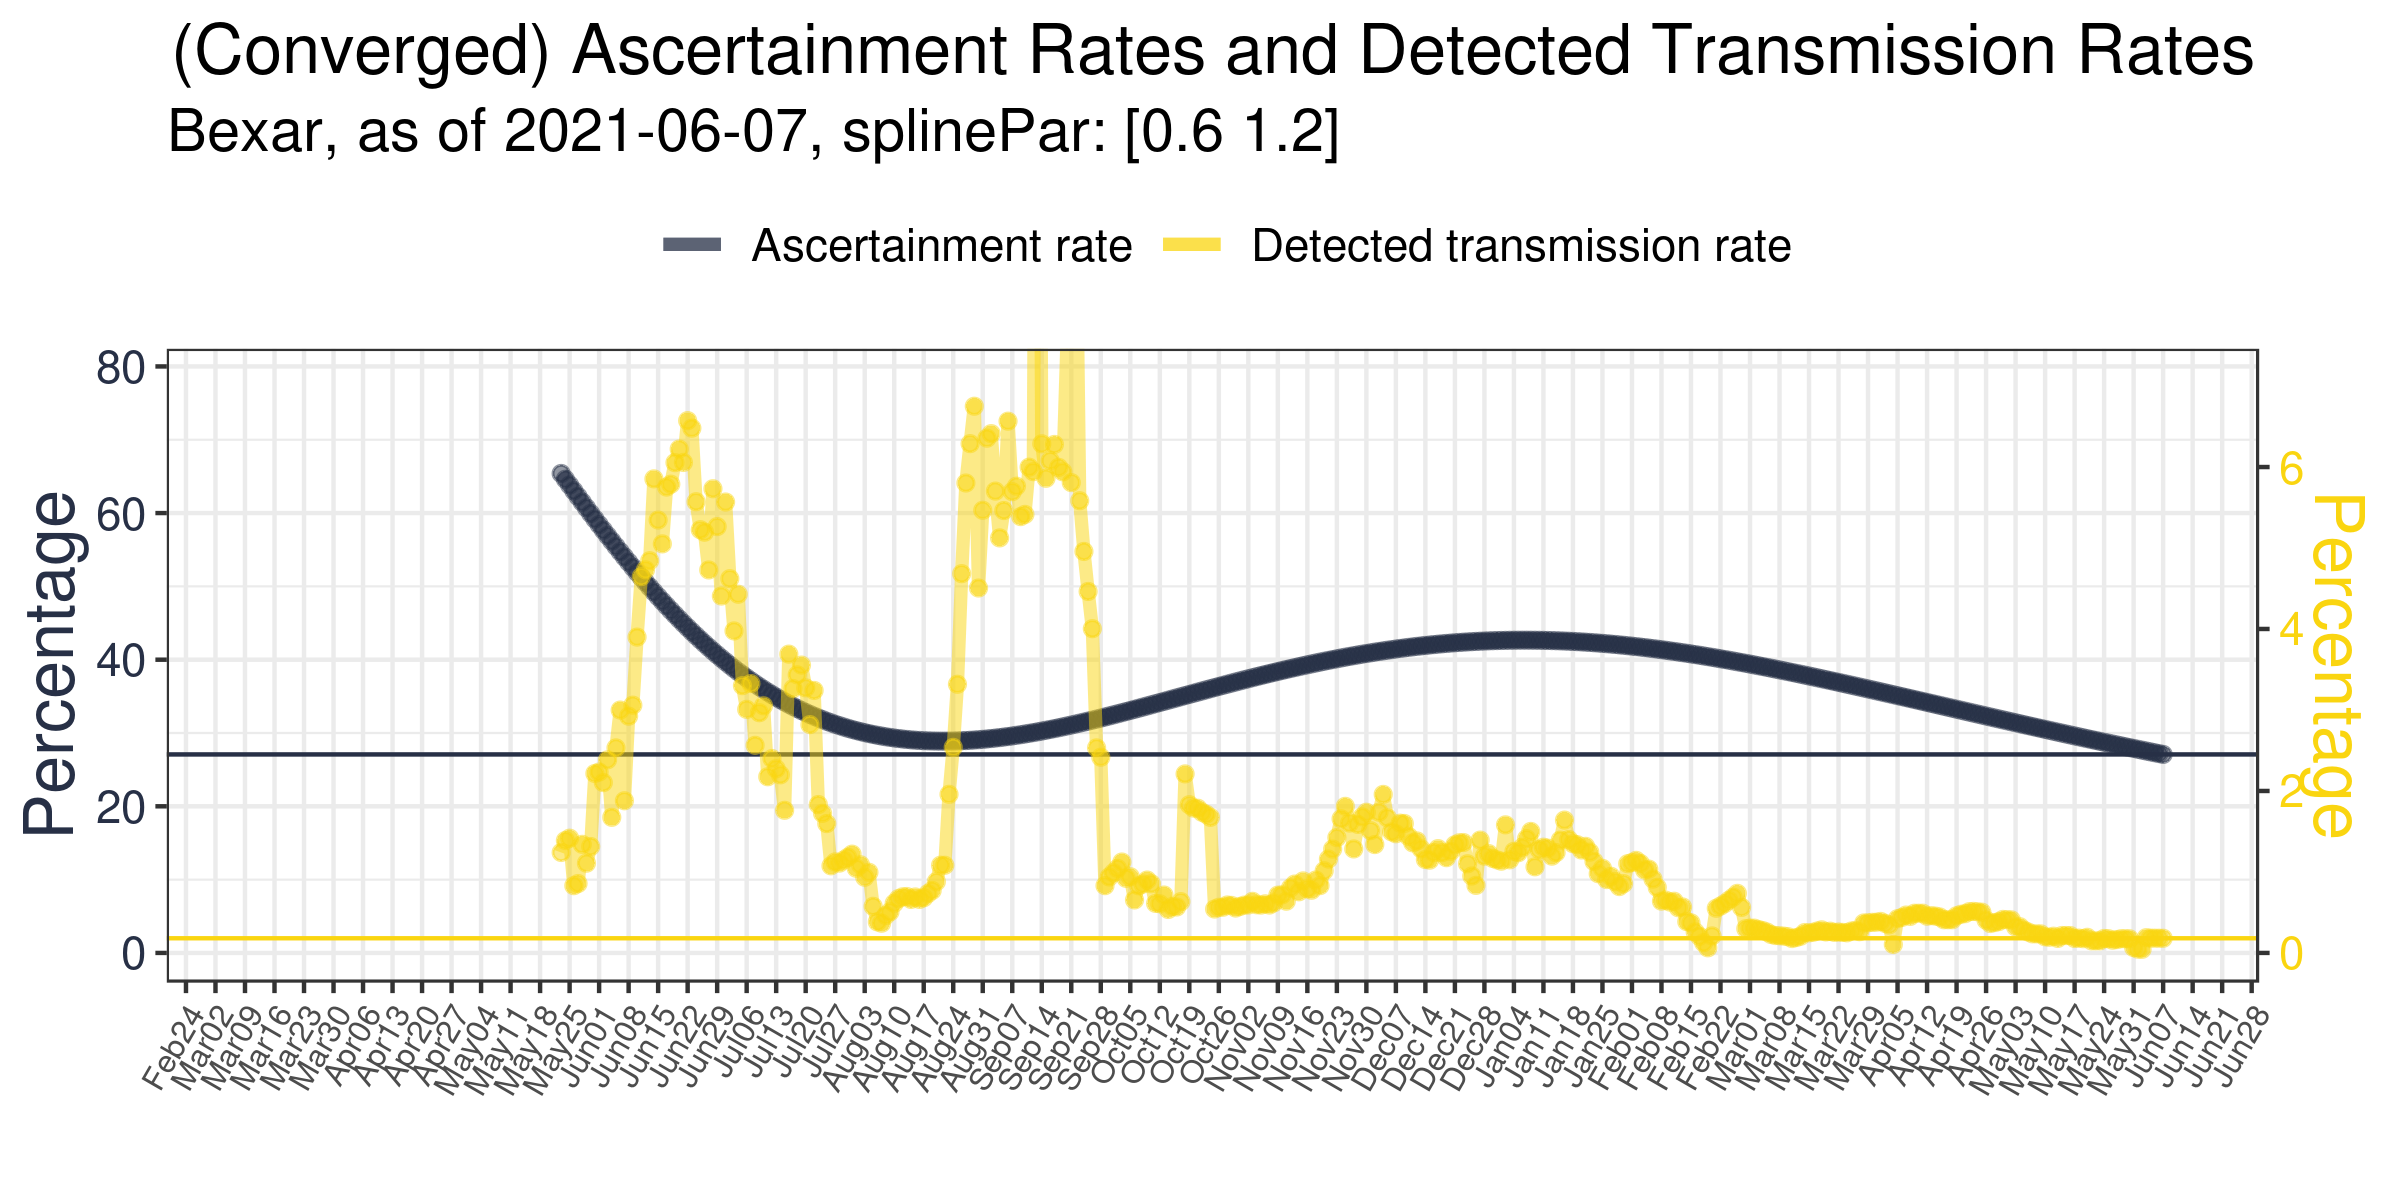 (Converged) Ascertainment Rates and Detected Transmission Rates
Bexar, as of 2021-06-07, splinePar: [0.6 1.2]
Ascertainment rate
Detected transmission rate
Percentage
80
60
40
20
0
6
4
2
0
Percentage
Feb24
Mar02
Mar09
Mar16
Mar23
Mar30
Apr06
Apr13
Apr20
Apr27
May04
May11
May18
May25
Jun01
Jun08
Jun15
Jun22
Jun29
Jul06
Jul13
Jul20
Jul27
Aug03
Aug10
Aug17
Aug24
Aug31
Sep07
Sep14
Sep21
Sep28
Oct05
Oct12
Oct19
Oct26
Nov02
Nov09
Nov16
Nov23
Nov30
Dec07
Dec14
Dec21
Dec28
Jan04
Jan11
Jan18
Jan25
Feb01
Feb08
Feb15
Feb22
Mar01
Mar08
Mar15
Mar22
Mar29
Apr05
Apr12
Apr19
Apr26
May03
May10
May17
May24
May31
Jun07
Jun14
Jun21
Jun28